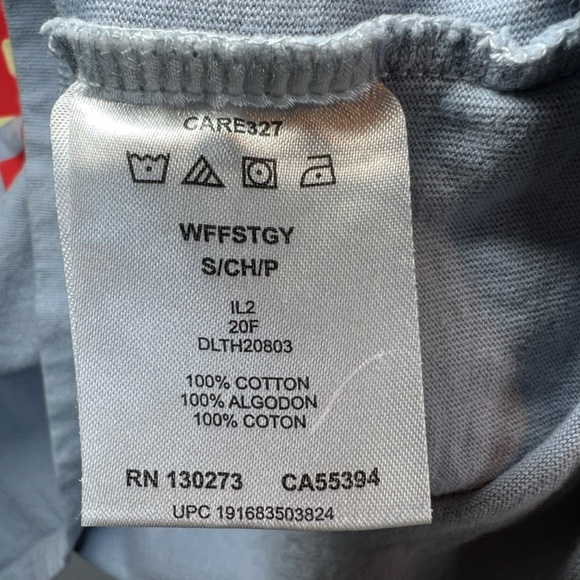 CARE327
WFFSTGY
S/CH/P
IL2
20F
DLTH20803
100% COTTON
100% ALGODON
100% COTON
RN 130273 CA55394
UPC 191683503824